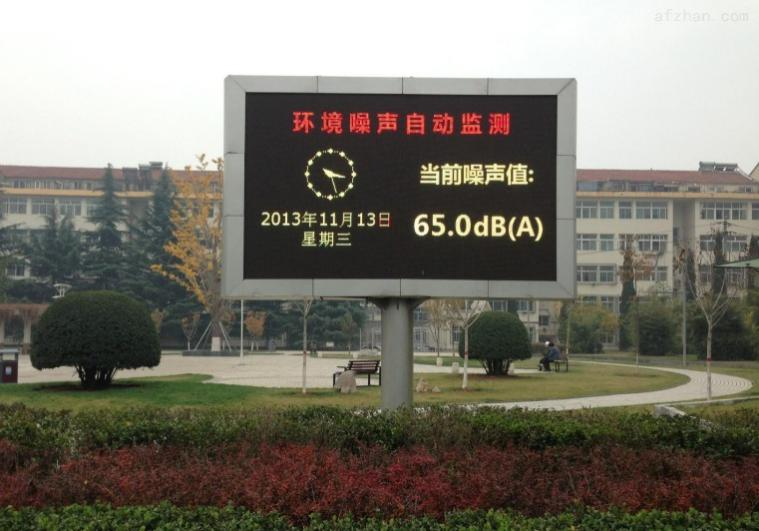 afzhan.com
环境噪声自动监测
当前噪声值:
2013年11月13日
星期三
65.0dB(A)